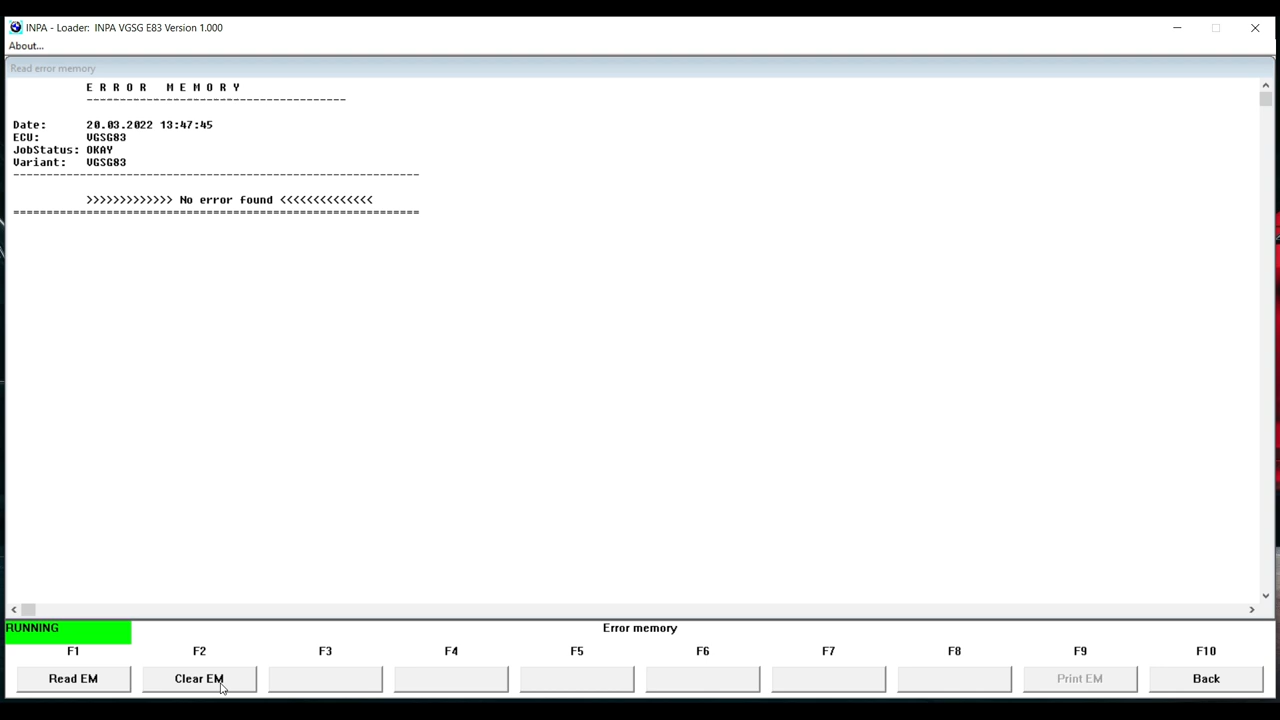 INPA - Loader:  INPA VGSG E83 Version 1.000
About...
Read error memory
E R R O R   M E M O R Y
---------------------------------------
Date:      20.03.2022 13:47:45
ECU:       VGSG83
JobStatus: OKAY
Variant:   VGSG83
-------------------------------------------------------------
>>>>>>>>>>>>> No error found <<<<<<<<<<<<<<
=============================================================
RUNNING
Error memory
F1 F2 F3 F4 F5 F6 F7 F8 F9 F10
Read EM Clear EM Print EM Back